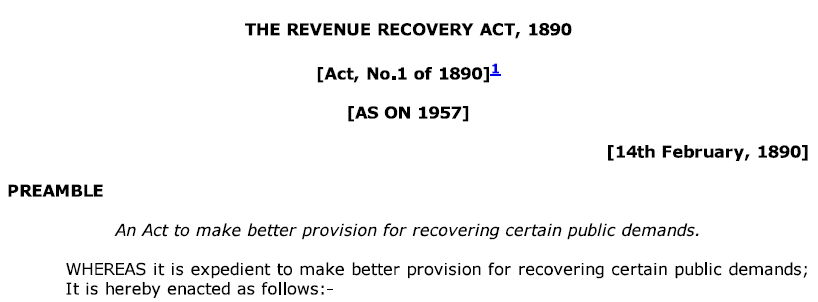 THE REVENUE RECOVERY ACT, 1890
[Act, No.1 of 1890]1
[AS ON 1957]
[14th February, 1890]
PREAMBLE
An Act to make better provision for recovering certain public demands.
WHEREAS it is expedient to make better provision for recovering certain public demands;
It is hereby enacted as follows:-